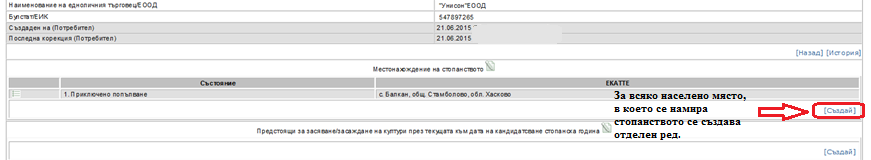 Наименование на едноличния търговец/ЕООД "Унисон"ЕООД
Булстат/ЕИК 547897265
Създаден на (Потребител) 21.06.2015
Последна корекция (Потребител) 21.06.2015
[Назад] [История]
Местонахождение на стопанството
Състояние ЕКАТТЕ
1. Приключено попълване с. Балкан, общ. Стамболово, обл. Хасково
За всяко населено място,
в което се намира
стопанството се създава
отделен ред.
[Създай]
Предстоящи за засяване/засаждане на култури през текущата към дата на кандидатстване стопанска година
[Създай]